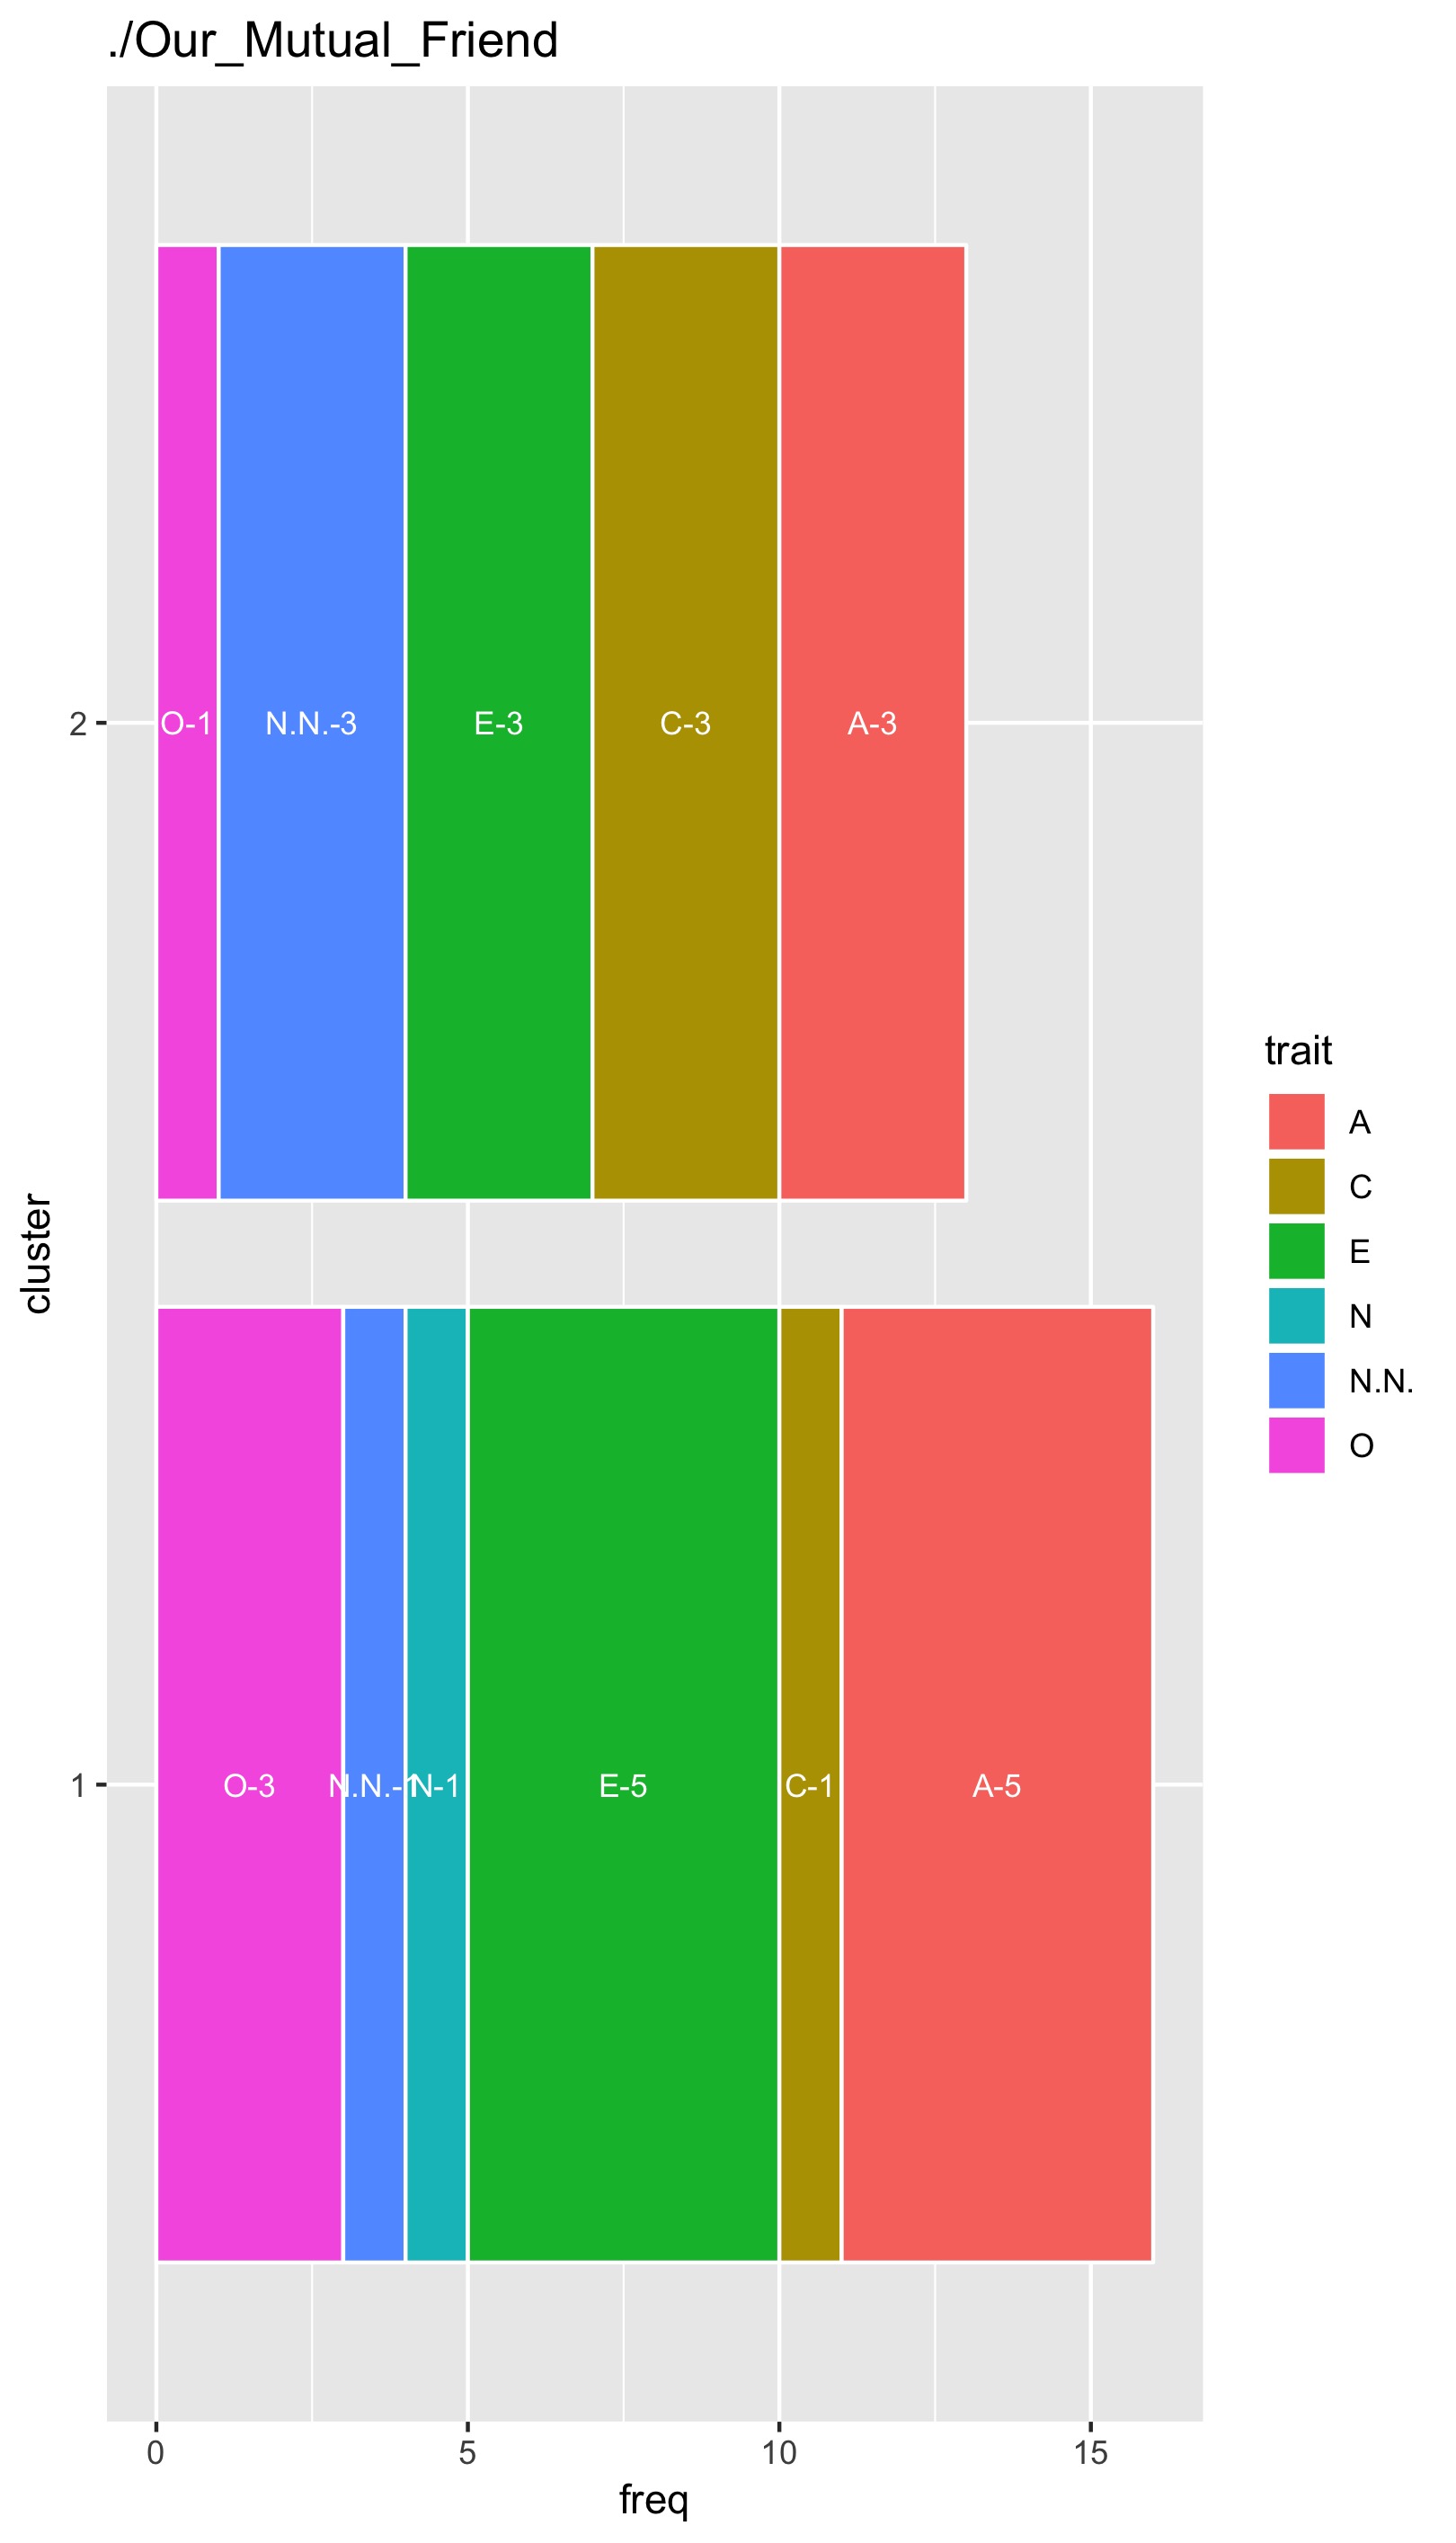 ./Our_Mutual_Friend
2
O-1 N.N.-3 E-3 C-3 A-3
cluster
1
O-3 N.N.-1 N-1 E-5 C-1 A-5
0 5 10 15
freq
trait
A
C
E
N
N.N.
O